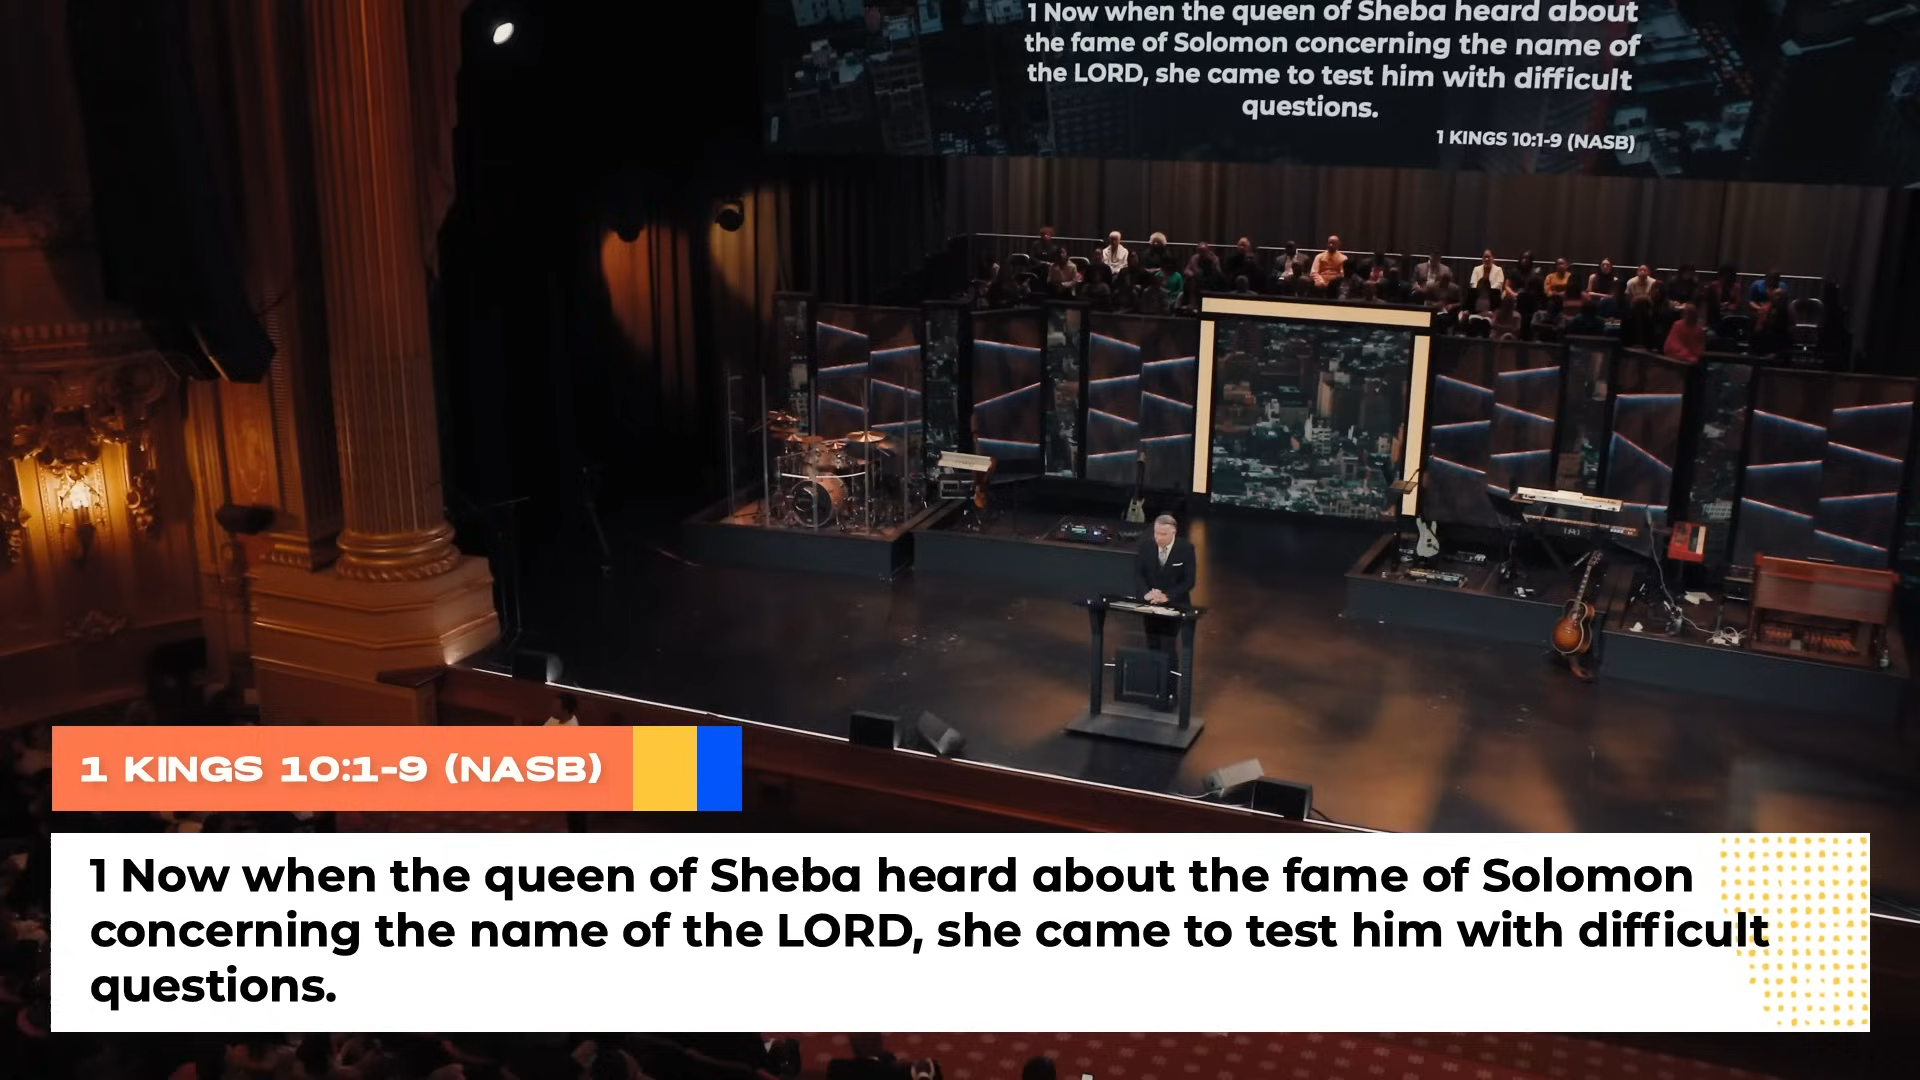 1 Now when the queen of Sheba heard about
the fame of Solomon concerning the name of
the LORD, she came to test him with difficult
questions.
1 KINGS 10:1-9 (NASB)
1 KINGS 10:1-9 (NASB)
1 Now when the queen of Sheba heard about the fame of Solomon
concerning the name of the LORD, she came to test him with difficult
questions.